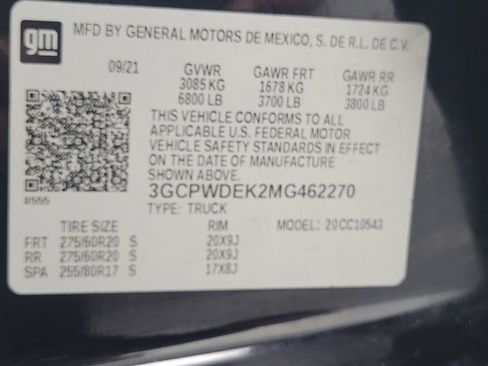 gm
MFD BY GENERAL MOTORS DE MEXICO, S. DE R.L. DE C.V.
09/21 GVWR GAWR FRT GAWR RR
3085 KG 1678 KG 1724 KG
6800 LB 3700 LB 3800 LB
THIS VEHICLE CONFORMS TO ALL
APPLICABLE U.S. FEDERAL MOTOR
VEHICLE SAFETY STANDARDS IN
EFFECT ON THE DATE OF MANUFACTURE
SHOWN ABOVE.
3GCPWDEK2MG462270
8555
TYPE: TRUCK MODEL: 20CC10543
TIRE SIZE RIM
FRT 275/60R20 S 20X9J
RR 275/60R20 S 20X9J
SPA 255/80R17 S 17X8J